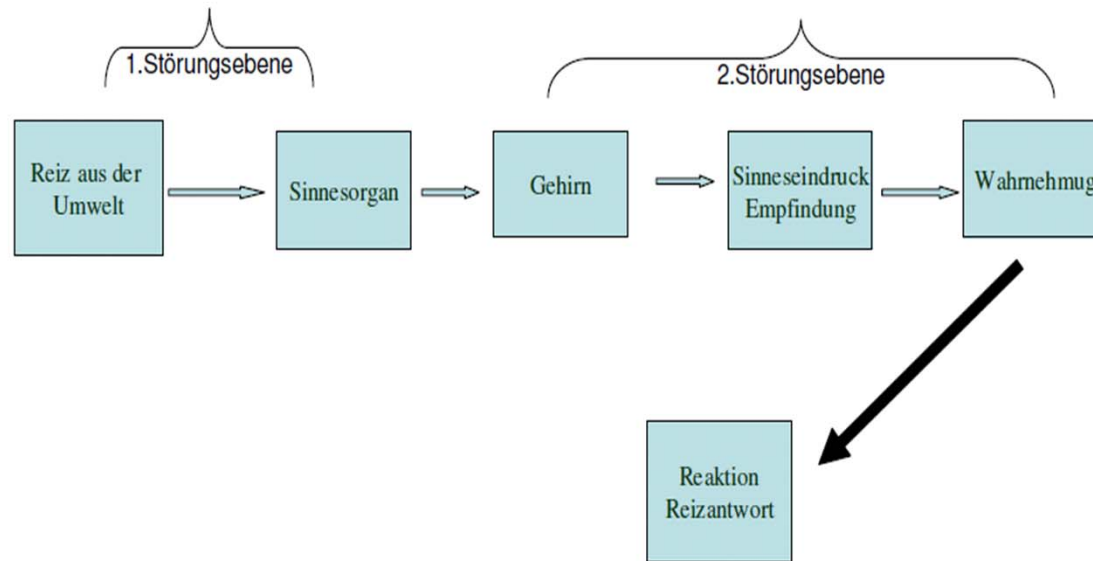 1.Störungsebene
2.Störungsebene
Reiz aus der
Umwelt
Sinnesorgan
Gehirn
Sinneseindruck
Empfindung
Wahrnehmug
Reaktion
Reizantwort